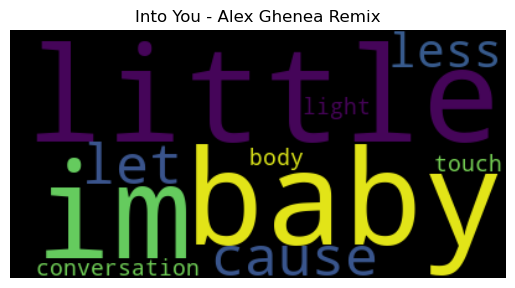 Into You - Alex Ghenea Remix
less
little
light
let
body
touch
im
baby
conversation
cause